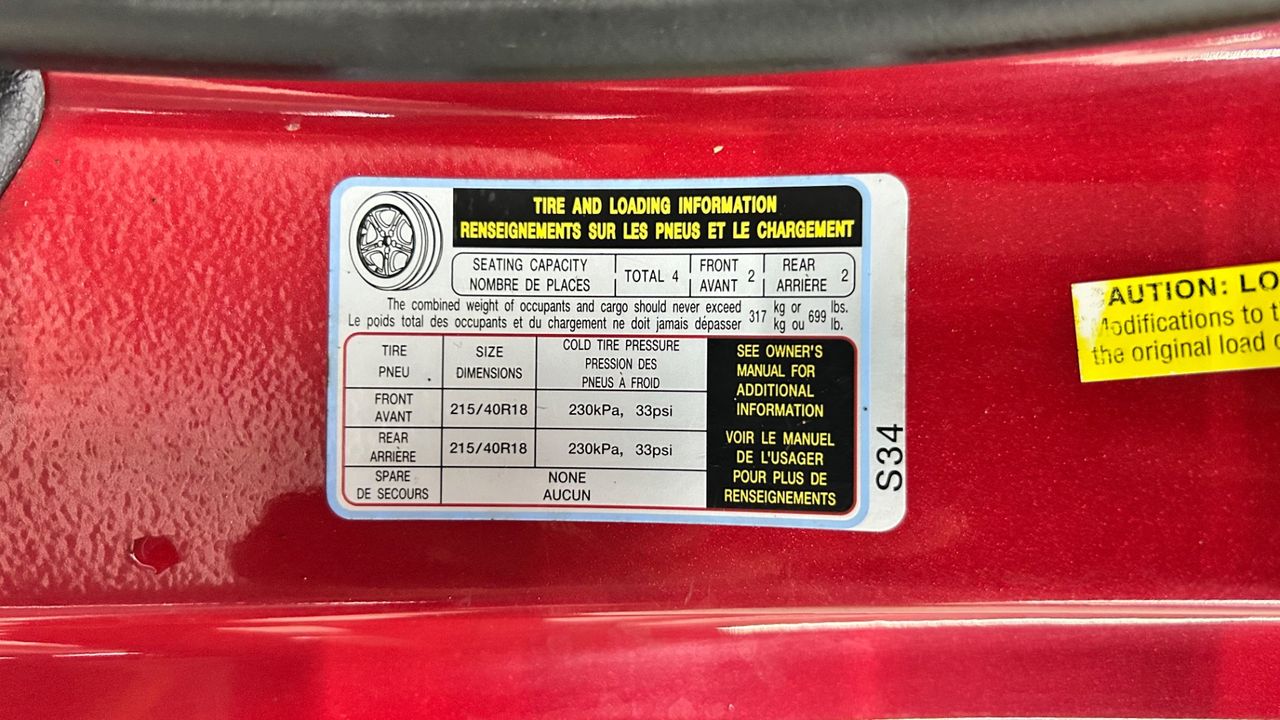 TIRE AND LOADING INFORMATION
RENSEIGNEMENTS SUR LES PNEUS ET LE CHARGEMENT
SEATING CAPACITY
NOMBRE DE PLACES
TOTAL 4
FRONT
AVANT 2
REAR
ARRIÈRE 2
The combined weight of occupants and cargo should never exceed 317 kg or 699 lbs.
Le poids total des occupants et du chargement ne doit jamais dépasser kg ou lb.
TIRE
PNEU
SIZE
DIMENSIONS
COLD TIRE PRESSURE
PRESSION DES
PNEUS À FROID
FRONT
AVANT
215/40R18
230kPa, 33psi
REAR
ARRIÈRE
215/40R18
230kPa, 33psi
SPARE
DE SECOURS
NONE
AUCUN
SEE OWNER'S
MANUAL FOR
ADDITIONAL
INFORMATION
VOIR LE MANUEL
DE L'USAGER
POUR PLUS DE
RENSEIGNEMENTS
S34
AUTION: LO
Modifications to t
the original load